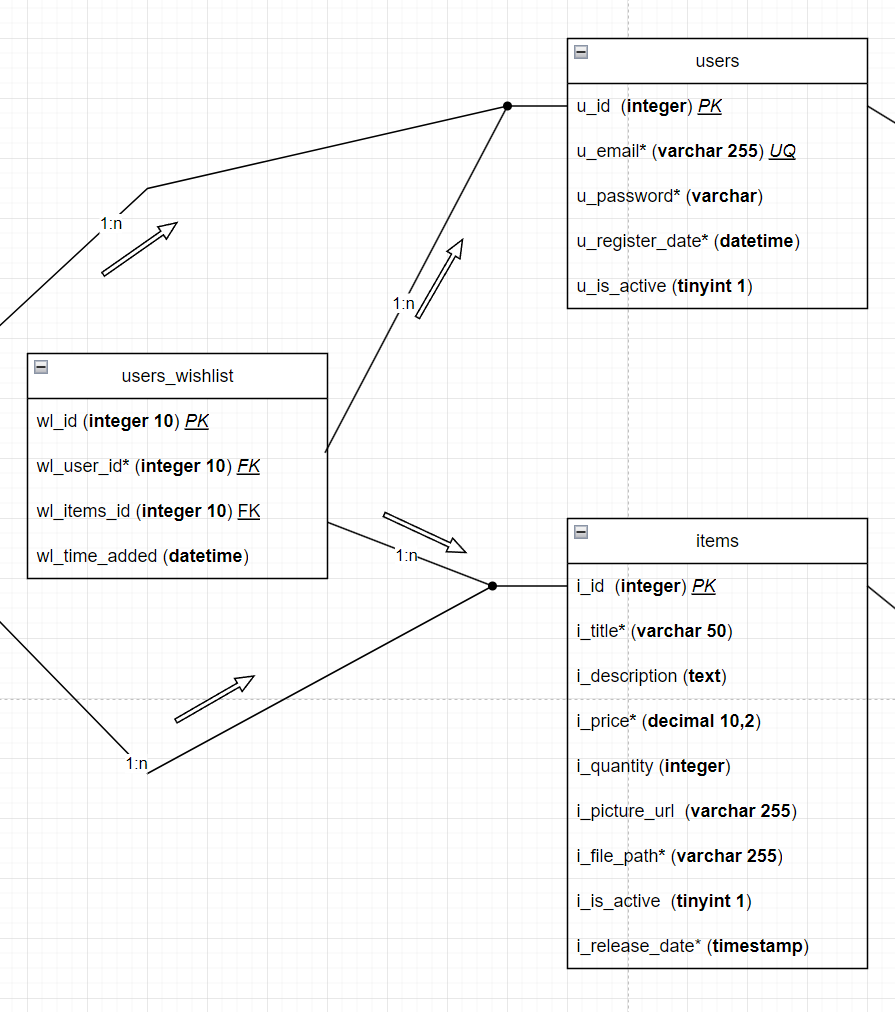 users
u_id (integer) PK
u_email* (varchar 255) UQ
u_password* (varchar)
u_register_date* (datetime)
u_is_active (tinyint 1)
1:n
1:n
users_wishlist
wl_id (integer 10) PK
wl_user_id* (integer 10) FK
wl_items_id (integer 10) FK
wl_time_added (datetime)
1:n
1:n
items
i_id (integer) PK
i_title* (varchar 50)
i_description (text)
i_price* (decimal 10,2)
i_quantity (integer)
i_picture_url (varchar 255)
i_file_path* (varchar 255)
i_is_active (tinyint 1)
i_release_date* (timestamp)